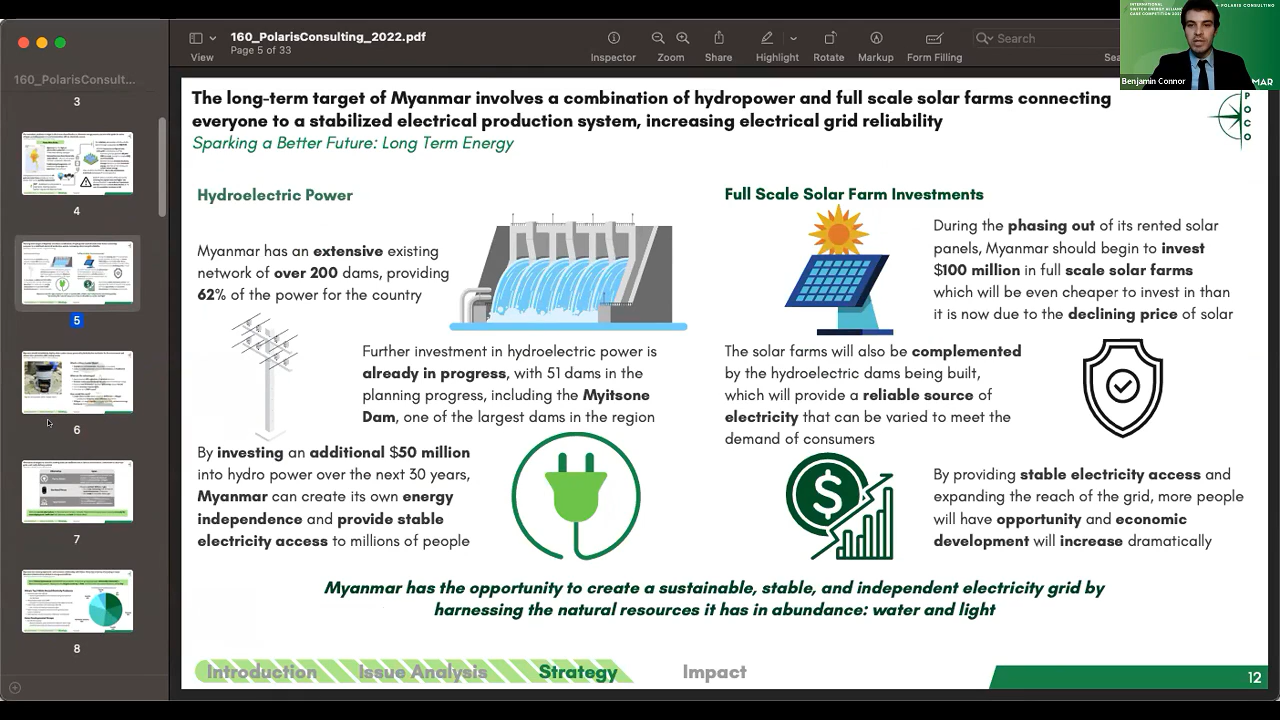 160_PolarisConsult...
3
4
5
6
7
8
160_PolarisConsulting_2022.pdf
Page 5 of 33
View
Inspector
Zoom
Share
Highlight
Rotate
Markup
Form Filling
Search
INTERNATIONAL
SWITCH ENERGY ALLIANCE
CASE COMPETITION
POLARIS CONSULTING
Benjamin Connor
MAR
The long-term target of Myanmar involves a combination of hydropower and full scale solar farms connecting
everyone to a stabilized electrical production system, increasing electrical grid reliability
Sparking a Better Future: Long Term Energy
POCO
Hydroelectric Power
Myanmar has an extensive existing
network of over 200 dams, providing
62% of the power for the country
Further investment in hydroelectric power is
already in progress, with 51 dams in the
planning progress, including the Myitsone
Dam, one of the largest dams in the region
By investing an additional $50 million
into hydro power over the next 30 years,
Myanmar can create its own energy
independence and provide stable
electricity access to millions of people
Full Scale Solar Farm Investments
During the phasing out of its rented solar
panels, Myanmar should begin to invest
$100 million in full scale solar farms
which will be even cheaper to invest in than
it is now due to the declining price of solar
The solar farms will also be complemented
by the hydroelectric dams being built,
which will provide a reliable source of
electricity that can be varied to meet the
demand of consumers
By providing stable electricity access and
expanding the reach of the grid, more people
will have opportunity and economic
development will increase dramatically
Myanmar has the opportunity to create a sustainable, stable, and independent electricity grid by
harnessing the natural resources it has in abundance: water and light
Introduction
Issue Analysis
Strategy
Impact
12